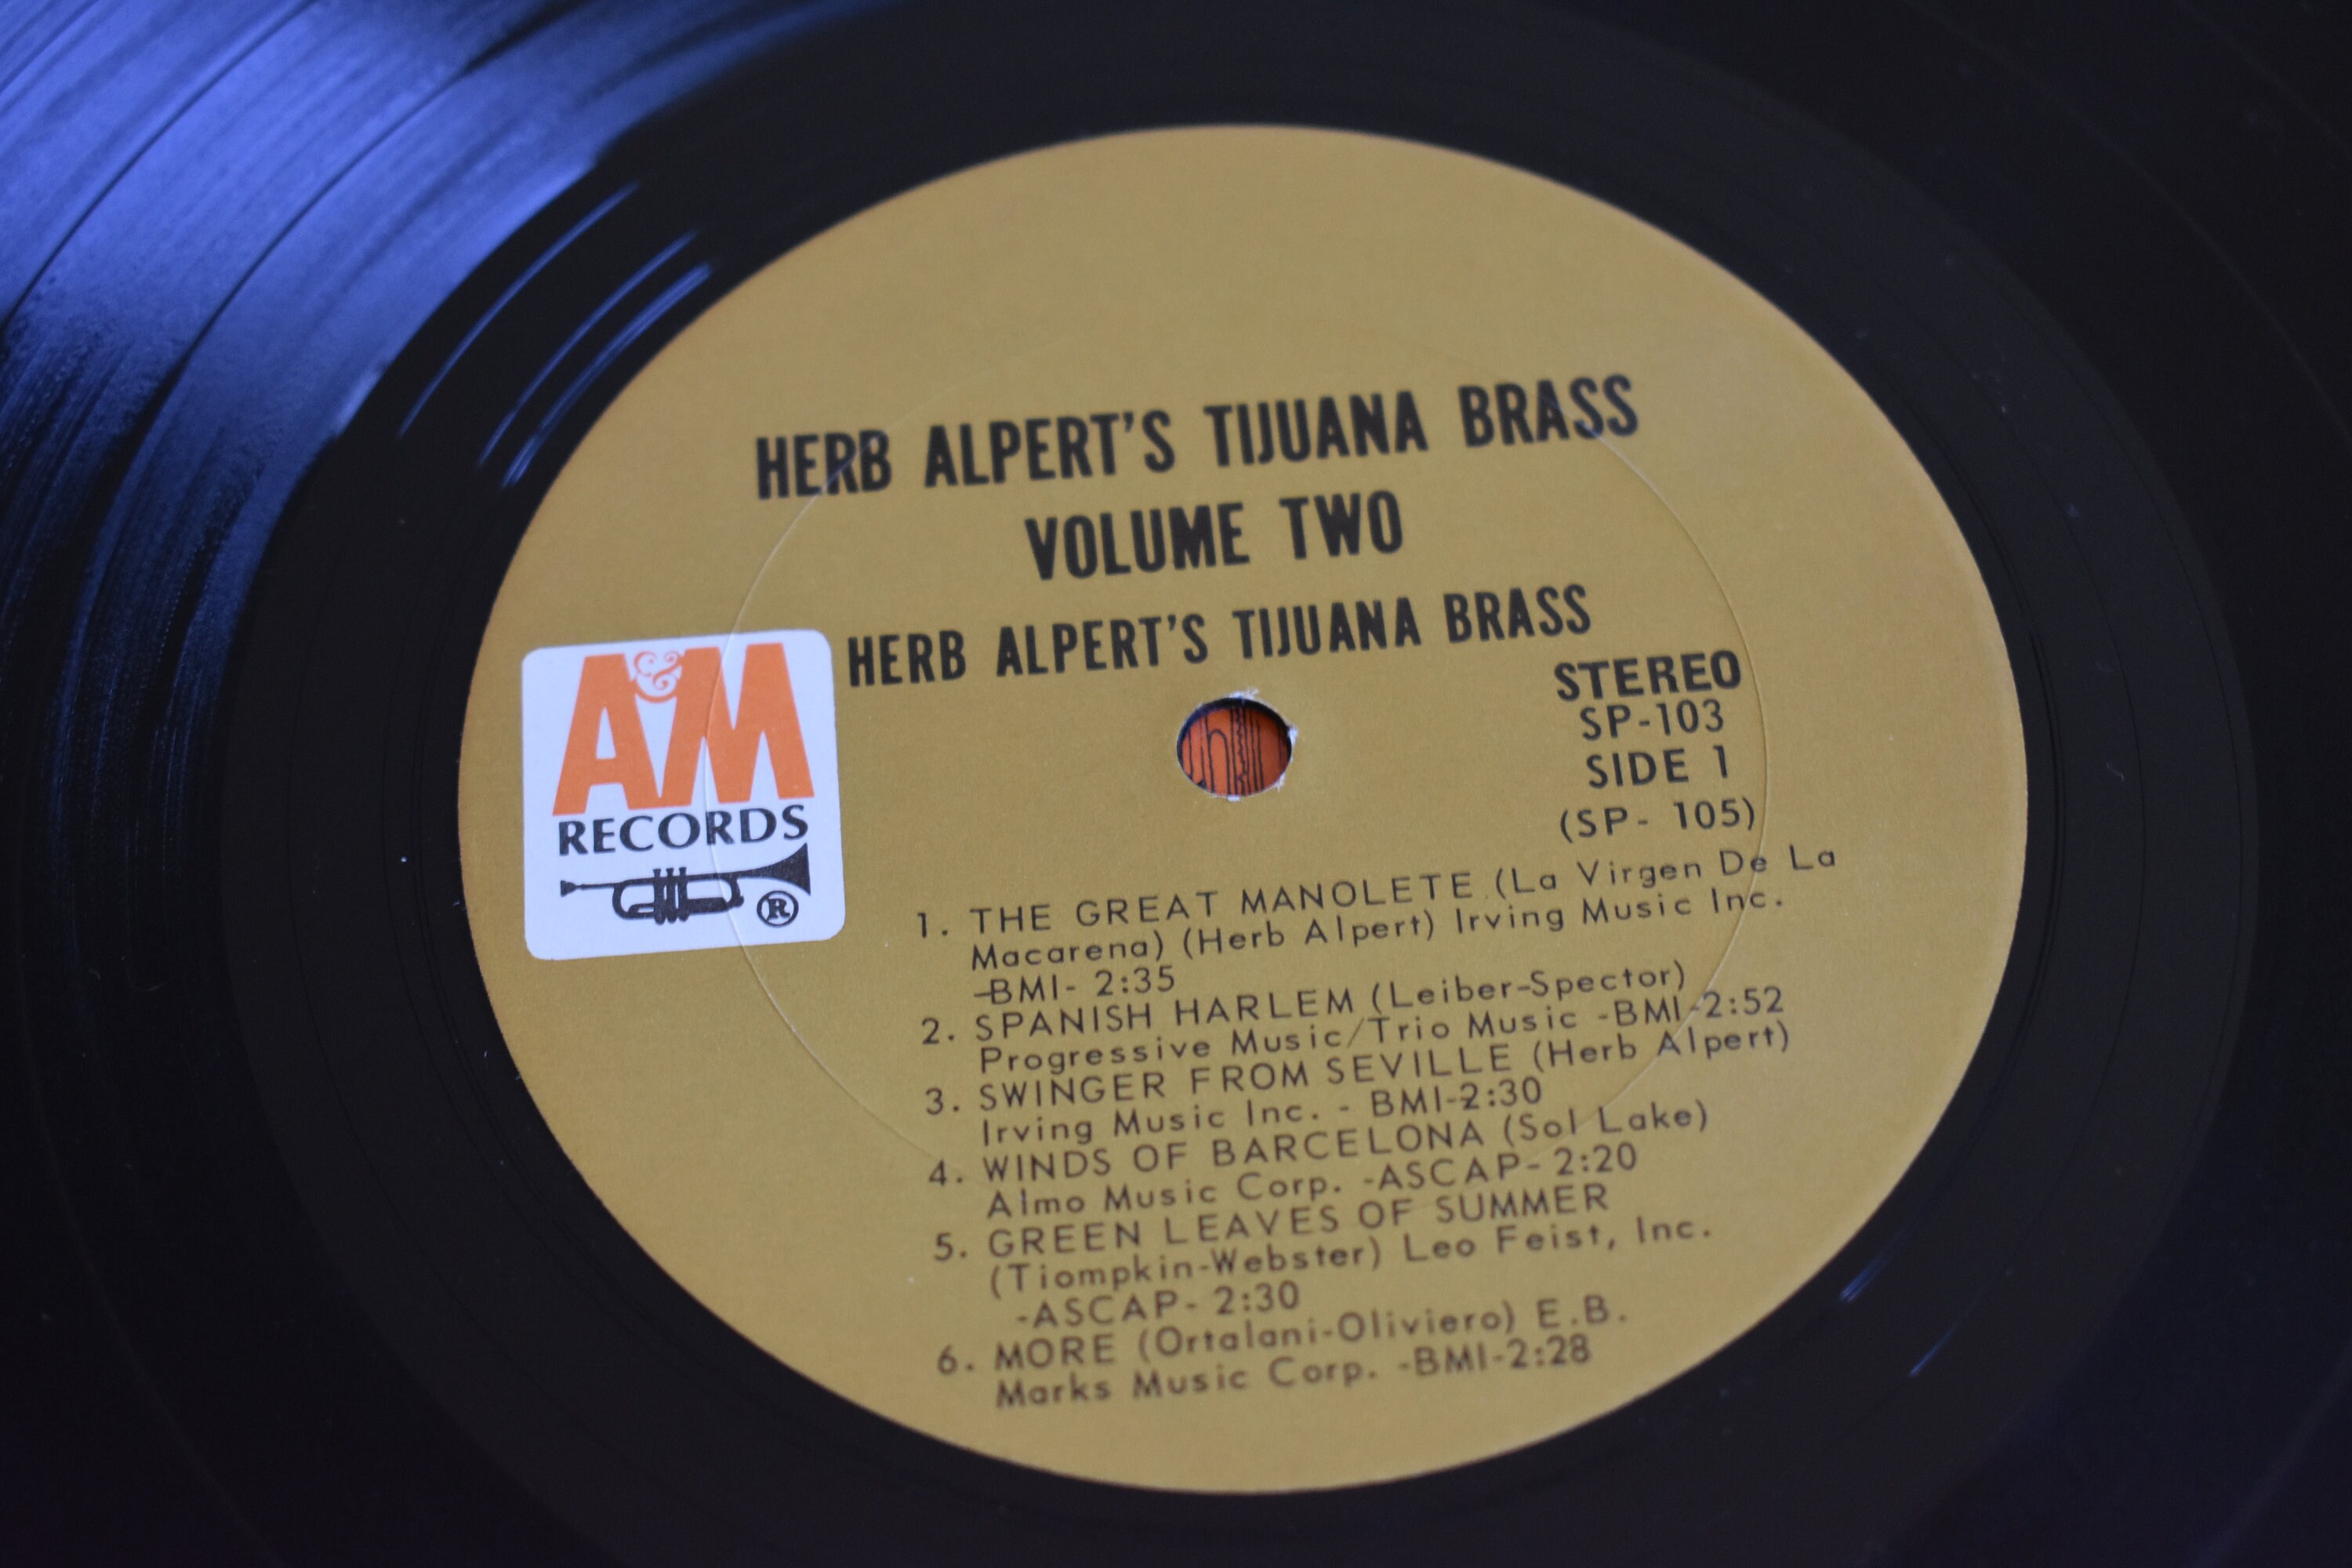 HERB ALPERT'S TIJUANA BRASS
VOLUME TWO
HERB ALPERT'S TIJUANA BRASS
A&M
RECORDS
®
STEREO
SP-103
SIDE 1
(SP- 105)
1. THE GREAT MANOLETE (La Virgen De La
Macarena) (Herb Alpert) Irving Music Inc.
-BMI- 2:35
2. SPANISH HARLEM (Leiber-Spector)
Progressive Music/Trio Music -BMI-2:52
3. SWINGER FROM SEVILLE (Herb Alpert)
Irving Music Inc. - BMI-2:30
4. WINDS OF BARCELONA (Sol Lake)
Almo Music Corp. -ASCAP- 2:20
5. GREEN LEAVES OF SUMMER
(Tiompkin-Webster) Leo Feist, Inc.
-ASCAP- 2:30
6. MORE (Ortalani-Oliviero) E.B.
Marks Music Corp. -BMI-2:28